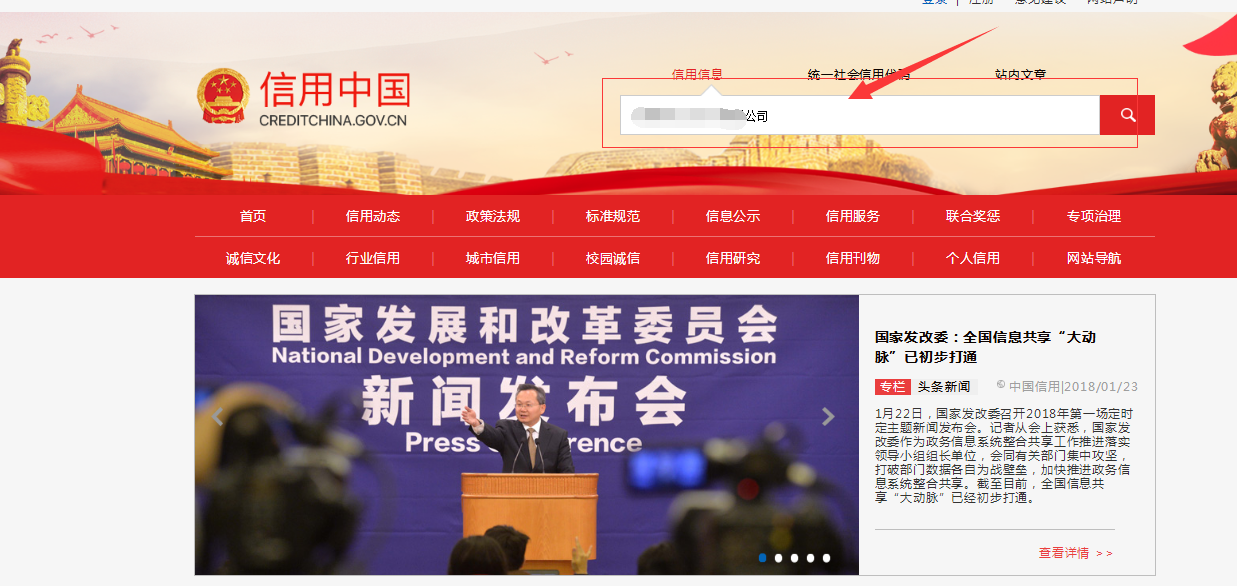 登录 | 注册 意见建议 网站声明
信用中国
CREDITCHINA.GOV.CN
信用信息 统一社会信用代码 站内文章
公司
首页 | 信用动态 | 政策法规 | 标准规范 | 信息公示 | 信用服务 | 联合奖惩 | 专项治理
诚信文化 | 行业信用 | 城市信用 | 校园诚信 | 信用研究 | 信用刊物 | 个人信用 | 网站导航
国家发展和改革委员会
National Development and Reform Commission
新闻发布会
Press Conference
国家发改委：全国信息共享“大动
脉”已初步打通
专栏 头条新闻 中国信用|2018/01/23
1月22日，国家发改委召开2018年第一场定时
定主题新闻发布会。记者从会上获悉，国家发
改委作为政务信息系统整合共享工作推进落实
领导小组组长单位，会同有关部门集中攻坚，
打破部门数据各自为战壁垒，加快推进政务信
息系统整合共享。截至目前，全国信息共
享“大动脉”已经初步打通。
查看详情 >>